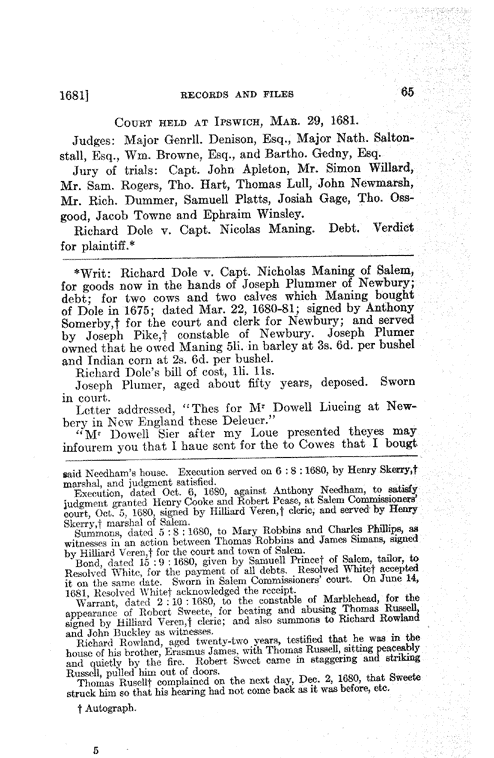 1681]
RECORDS AND FILES
65
COURT HELD AT IPSWICH, MAR. 29, 1681.
Judges: Major Genrll. Denison, Esq., Major Nath. Salton-
stall, Esq., Wm. Browne, Esq., and Bartho. Gedny, Esq.
Jury of trials: Capt. John Apleton, Mr. Simon Willard,
Mr. Sam. Rogers, Tho. Hart, Thomas Lull, John Newmarsh,
Mr. Rich. Dummer, Samuell Platts, Josiah Gage, Tho. Oss-
good, Jacob Towne and Ephraim Winsley.
Richard Dole v. Capt. Nicolas Maning. Debt. Verdict
for plaintiff.*
*Writ: Richard Dole v. Capt. Nicholas Maning of Salem,
for goods now in the hands of Joseph Plummer of Newbury;
debt; for two cows and two calves which Maning bought
of Dole in 1675; dated Mar. 22, 1680-81; signed by Anthony
Somerby,† for the court and clerk for Newbury; and served
by Joseph Pike,† constable of Newbury. Joseph Plumer
owned that he owed Maning 5li. in barley at 3s. 6d. per bushel
and Indian corn at 2s. 6d. per bushel.
Richard Dole's bill of cost, 1li. 11s.
Joseph Plumer, aged about fifty years, deposed. Sworn
in court.
Letter addressed, "Thes for Mr Dowell Liueing at New-
bery in New England these Deleuer."
"Mr Dowell Sier after my Loue presented theyes may
infourem you that I haue sent for the to Cowes that I bougt
said Needham's house. Execution served on 6 : 8 : 1680, by Henry Skerry,†
marshal, and judgment satisfied.
Execution, dated Oct. 6, 1680, against Anthony Needham, to satisfy
judgment granted Henry Cooke and Robert Pease, at Salem Commissioners'
court, Oct. 5, 1680, signed by Hilliard Veren,† cleric, and served by Henry
Skerry,† marshal of Salem.
Summons, dated 5 : 8 : 1680, to Mary Robbins and Charles Phillips, as
witnesses in an action between Thomas Robbins and James Simans, signed
by Hilliard Veren,† for the court and town of Salem.
Bond, dated 15 : 9 : 1680, given by Samuell Prince† of Salem, tailor, to
Resolved White, for the payment of all debts. Resolved White† accepted
it on the same date. Sworn in Salem Commissioners' court. On June 14,
1681, Resolved White† acknowledged the receipt.
Warrant, dated 2 : 10 : 1680, to the constable of Marblehead, for the
appearance of Robert Sweete, for beating and abusing Thomas Russell,
signed by Hilliard Veren,† cleric; and also summons to Richard Rowland
and John Buckley as witnesses.
Richard Rowland, aged twenty-two years, testified that he was in the
house of his brother, Erasmus James, with Thomas Russell, sitting peaceably
and quietly by the fire. Robert Sweet came in staggering and striking
Russell, pulled him out of doors.
Thomas Rusell† complained on the next day, Dec. 2, 1680, that Sweete
struck him so that his hearing had not come back as it was before, etc.
† Autograph.
5